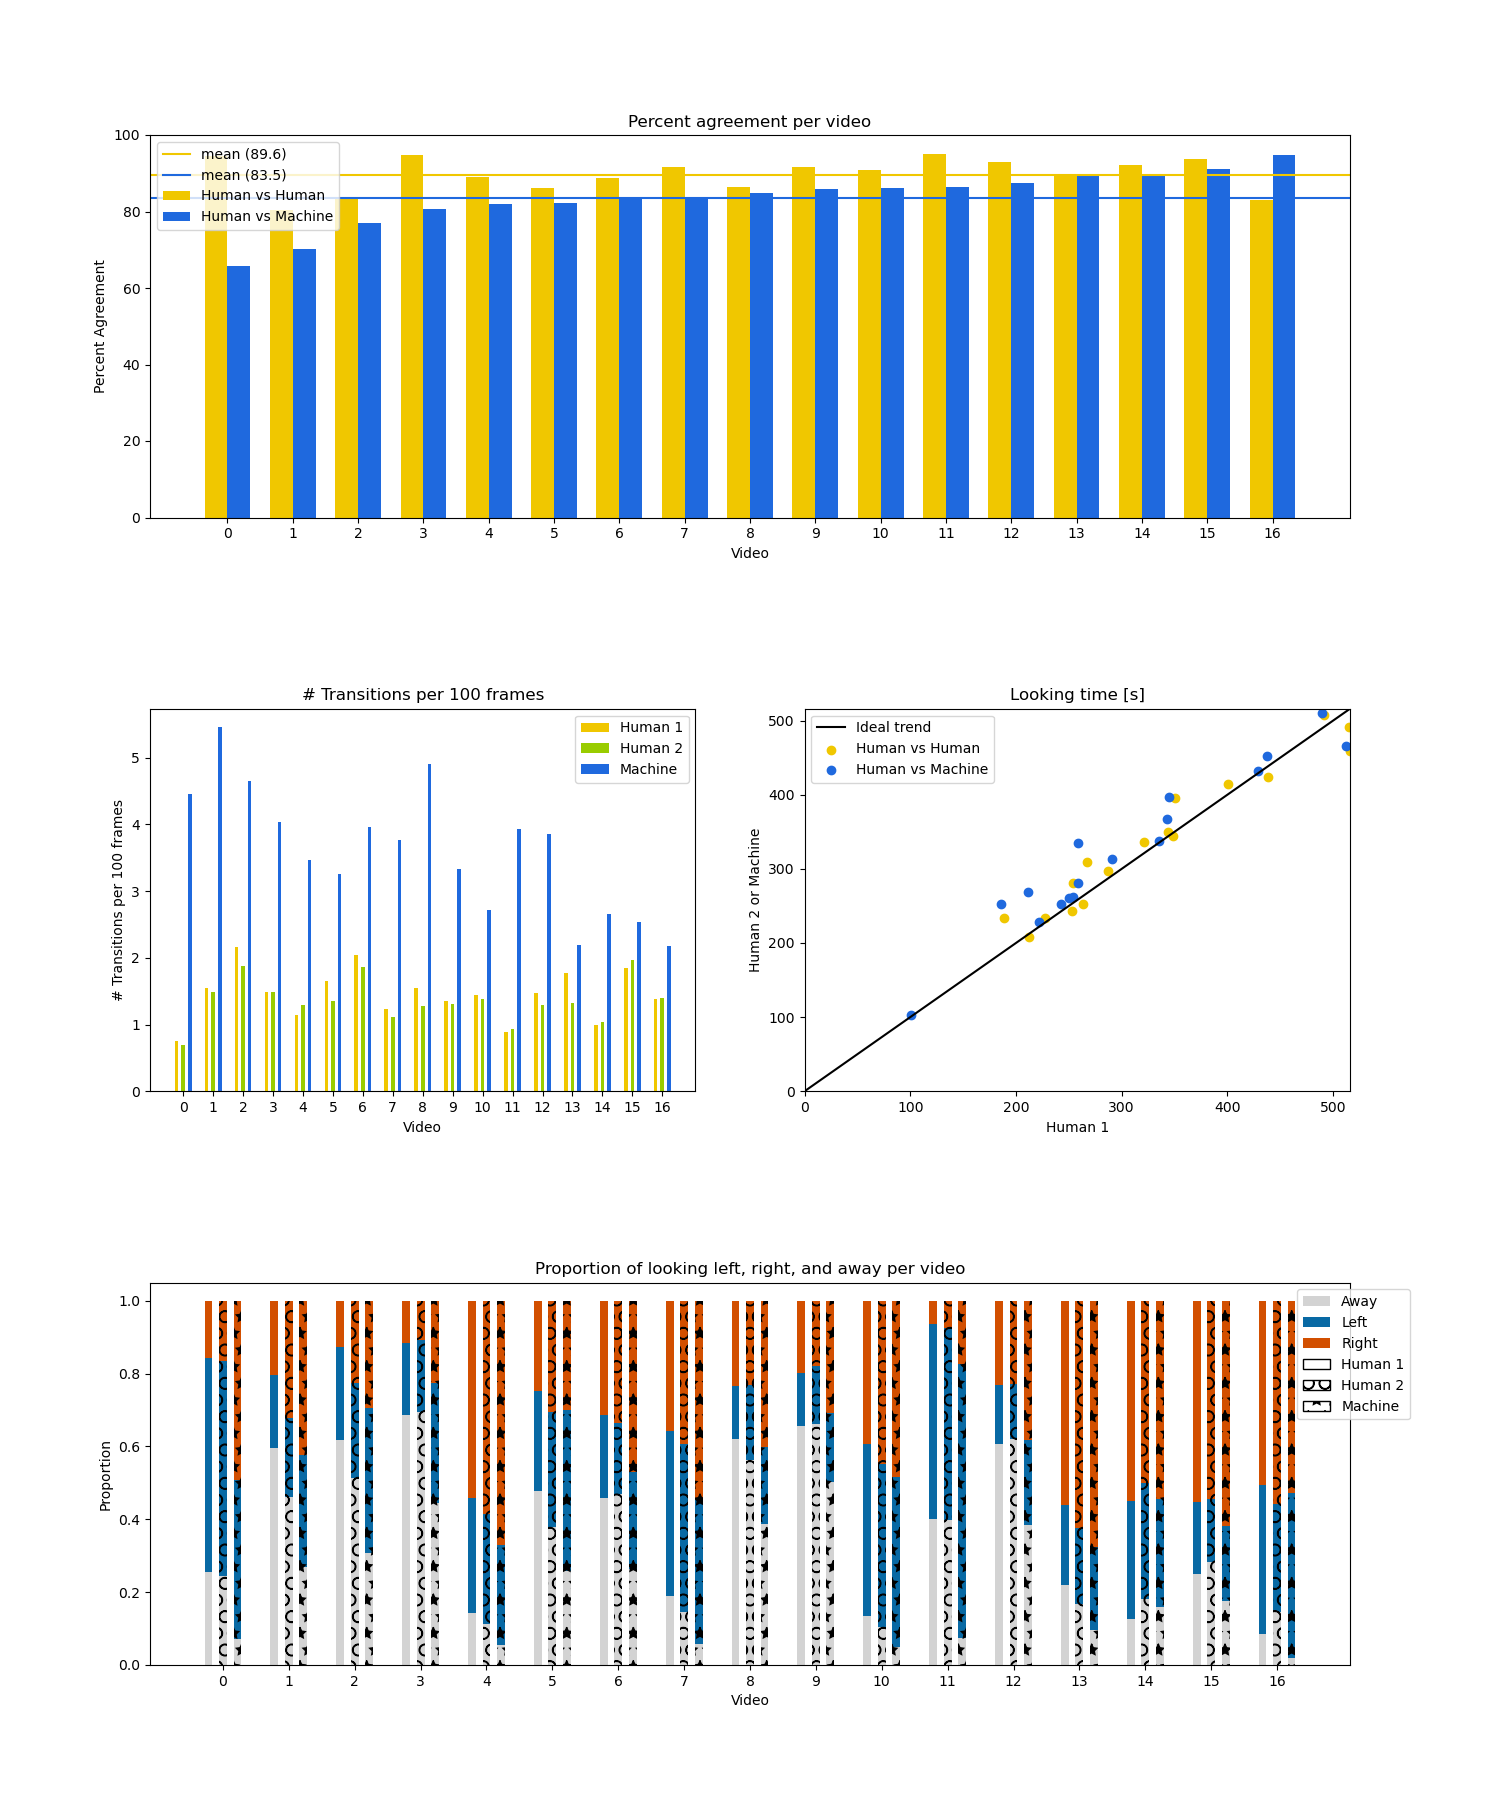 Percent agreement per video
100
80
60
40
20
0
Percent Agreement
mean (89.6)
mean (83.5)
Human vs Human
Human vs Machine
0 1 2 3 4 5 6 7 8 9 10 11 12 13 14 15 16
Video
# Transitions per 100 frames
5
4
3
2
1
0
# Transitions per 100 frames
Human 1
Human 2
Machine
0 1 2 3 4 5 6 7 8 9 10 11 12 13 14 15 16
Video
Looking time [s]
500
400
300
200
100
0
Human 2 or Machine
Ideal trend
Human vs Human
Human vs Machine
0 100 200 300 400 500
Human 1
Proportion of looking left, right, and away per video
1.0
0.8
0.6
0.4
0.2
0.0
Proportion
Away
Left
Right
Human 1
Human 2
Machine
0 1 2 3 4 5 6 7 8 9 10 11 12 13 14 15 16
Video